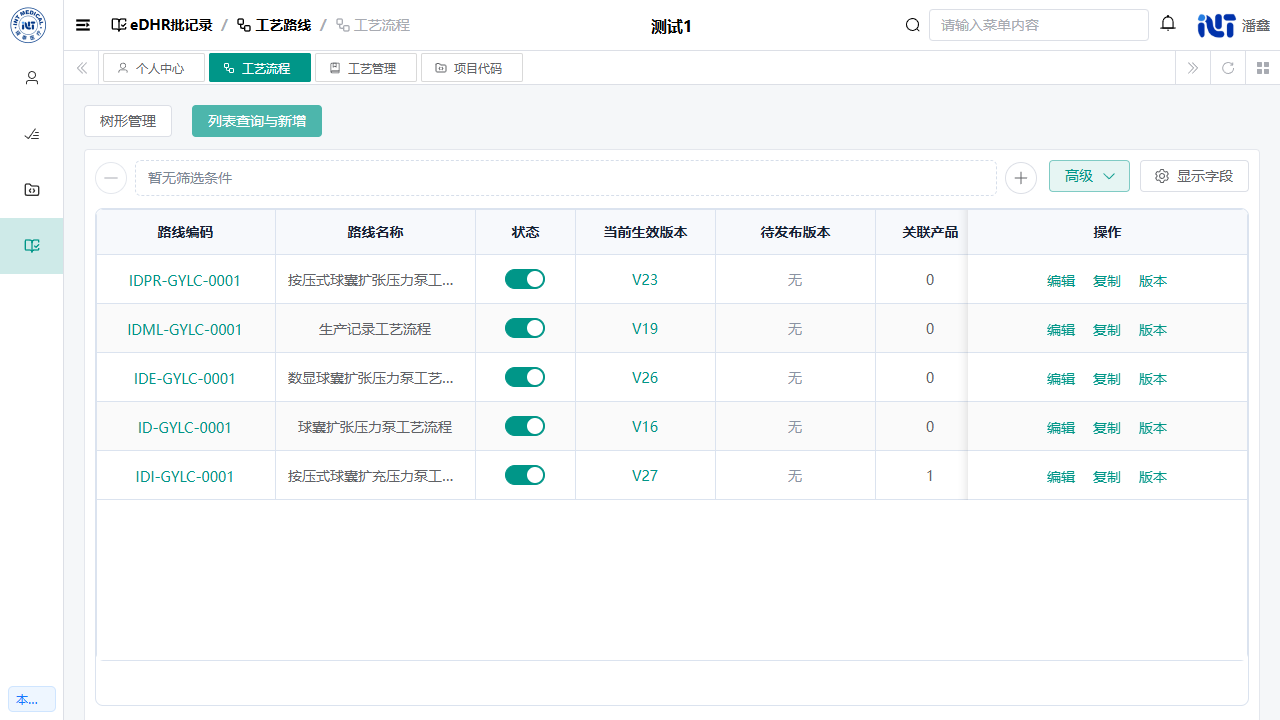 eDHR批记录 / 工艺路线 / 工艺流程
测试1
请输入菜单内容
潘鑫
个人中心
工艺流程
工艺管理
项目代码
树形管理
列表查询与新增
暂无筛选条件
高级
显示字段
路线编码 路线名称 状态 当前生效版本 待发布版本 关联产品 操作
IDPR-GYLC-0001 按压式球囊扩张压力泵工... V23 无 0 编辑 复制 版本
IDML-GYLC-0001 生产记录工艺流程 V19 无 0 编辑 复制 版本
IDE-GYLC-0001 数显球囊扩张压力泵工艺... V26 无 0 编辑 复制 版本
ID-GYLC-0001 球囊扩张压力泵工艺流程 V16 无 0 编辑 复制 版本
IDI-GYLC-0001 按压式球囊扩充压力泵工... V27 无 1 编辑 复制 版本
本...